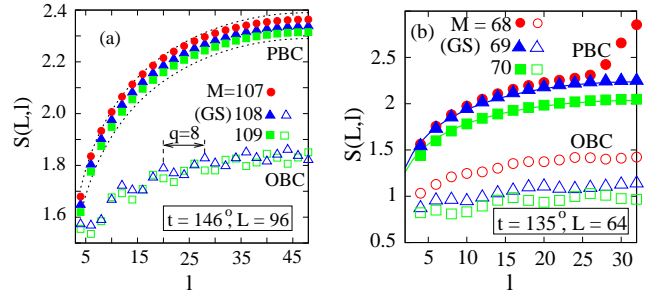 (a)
PBC
M=107
(GS) 108
109
q=8
OBC
t = 146°, L = 96
S(L,l)
2.4
2.2
2.0
1.8
1.6
5 15 25 35 45
l
(b)
M = 68
(GS) 69
70
PBC
OBC
t = 135°, L = 64
S(L,l)
2.5
2
1.5
1
0.5
5 10 15 20 25 30
l